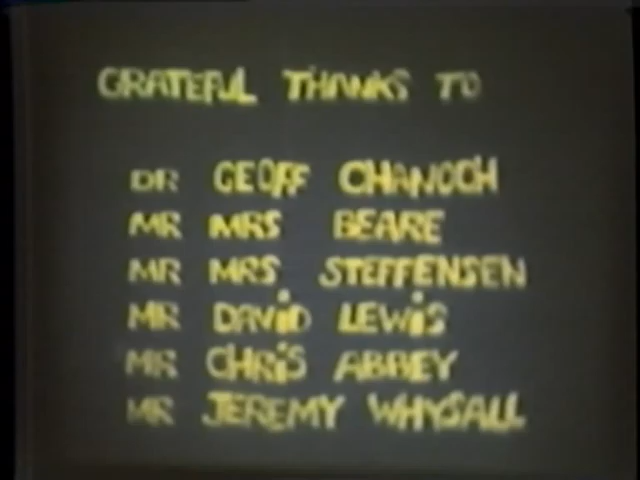 GRATEFUL THANKS TO
DR GEOFF CHANOCH
MR MRS BEARE
MR MRS STEFFENSEN
MR DAViD LEWiS
MR CHRiS ABBEY
MR JEREMY WHYSALL